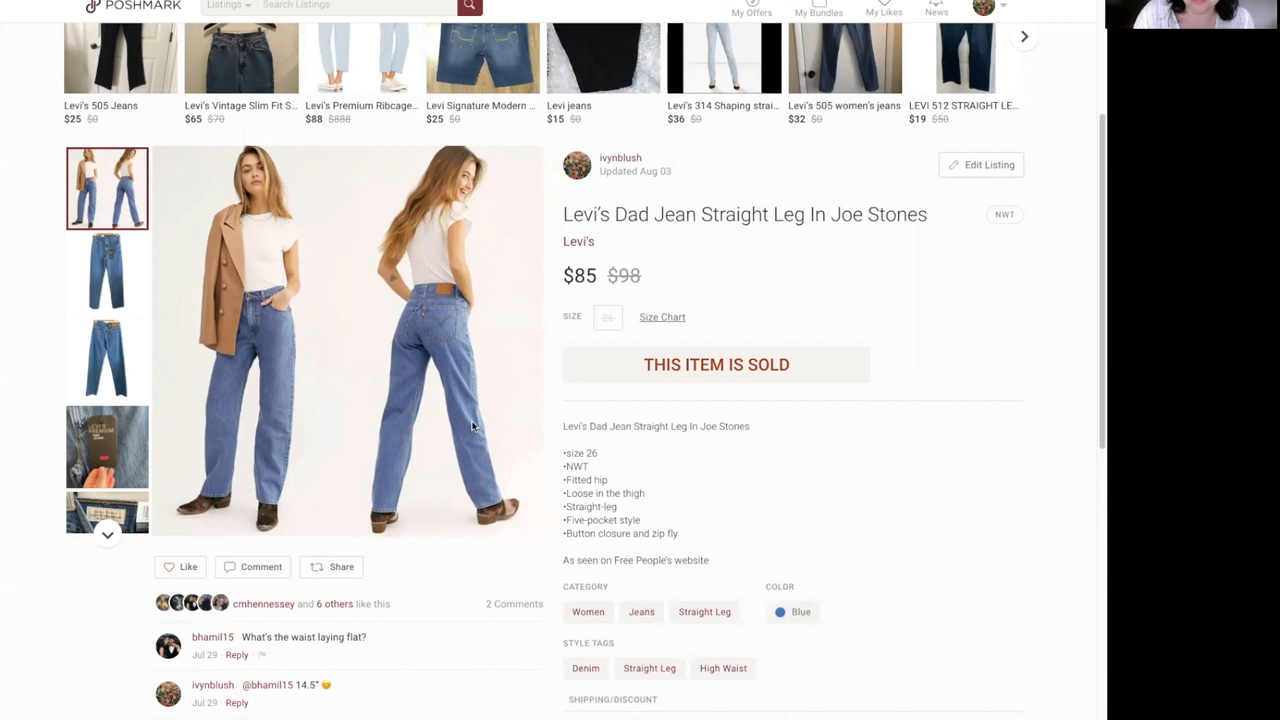 POSHMARK
Listings
Search Listings
My Offers
My Bundles
My Likes
News
Levi's 505 Jeans
$25 $0
Levi's Vintage Slim Fit S...
$65 $70
Levi's Premium Ribcage...
$88 $888
Levi Signature Modern ...
$25 $0
Levi jeans
$15 $0
Levi's 314 Shaping strai...
$36 $0
Levi's 505 women's jeans
$32 $0
LEVI 512 STRAIGHT LE...
$19 $50
ivynblush
Updated Aug 03
Edit Listing
Levi's Dad Jean Straight Leg In Joe Stones
NWT
Levi's
$85 $98
SIZE
26
Size Chart
THIS ITEM IS SOLD
Levi's Dad Jean Straight Leg In Joe Stones
•size 26
•NWT
•Fitted hip
•Loose in the thigh
•Straight-leg
•Five-pocket style
•Button closure and zip fly
As seen on Free People's website
CATEGORY
Women
Jeans
Straight Leg
COLOR
Blue
STYLE TAGS
Denim
Straight Leg
High Waist
SHIPPING/DISCOUNT
Like
Comment
Share
cmhennessey and 6 others like this
2 Comments
bhamil15 What's the waist laying flat?
Jul 29 · Reply
ivynblush @bhamil15 14.5" 😊
Jul 29 · Reply